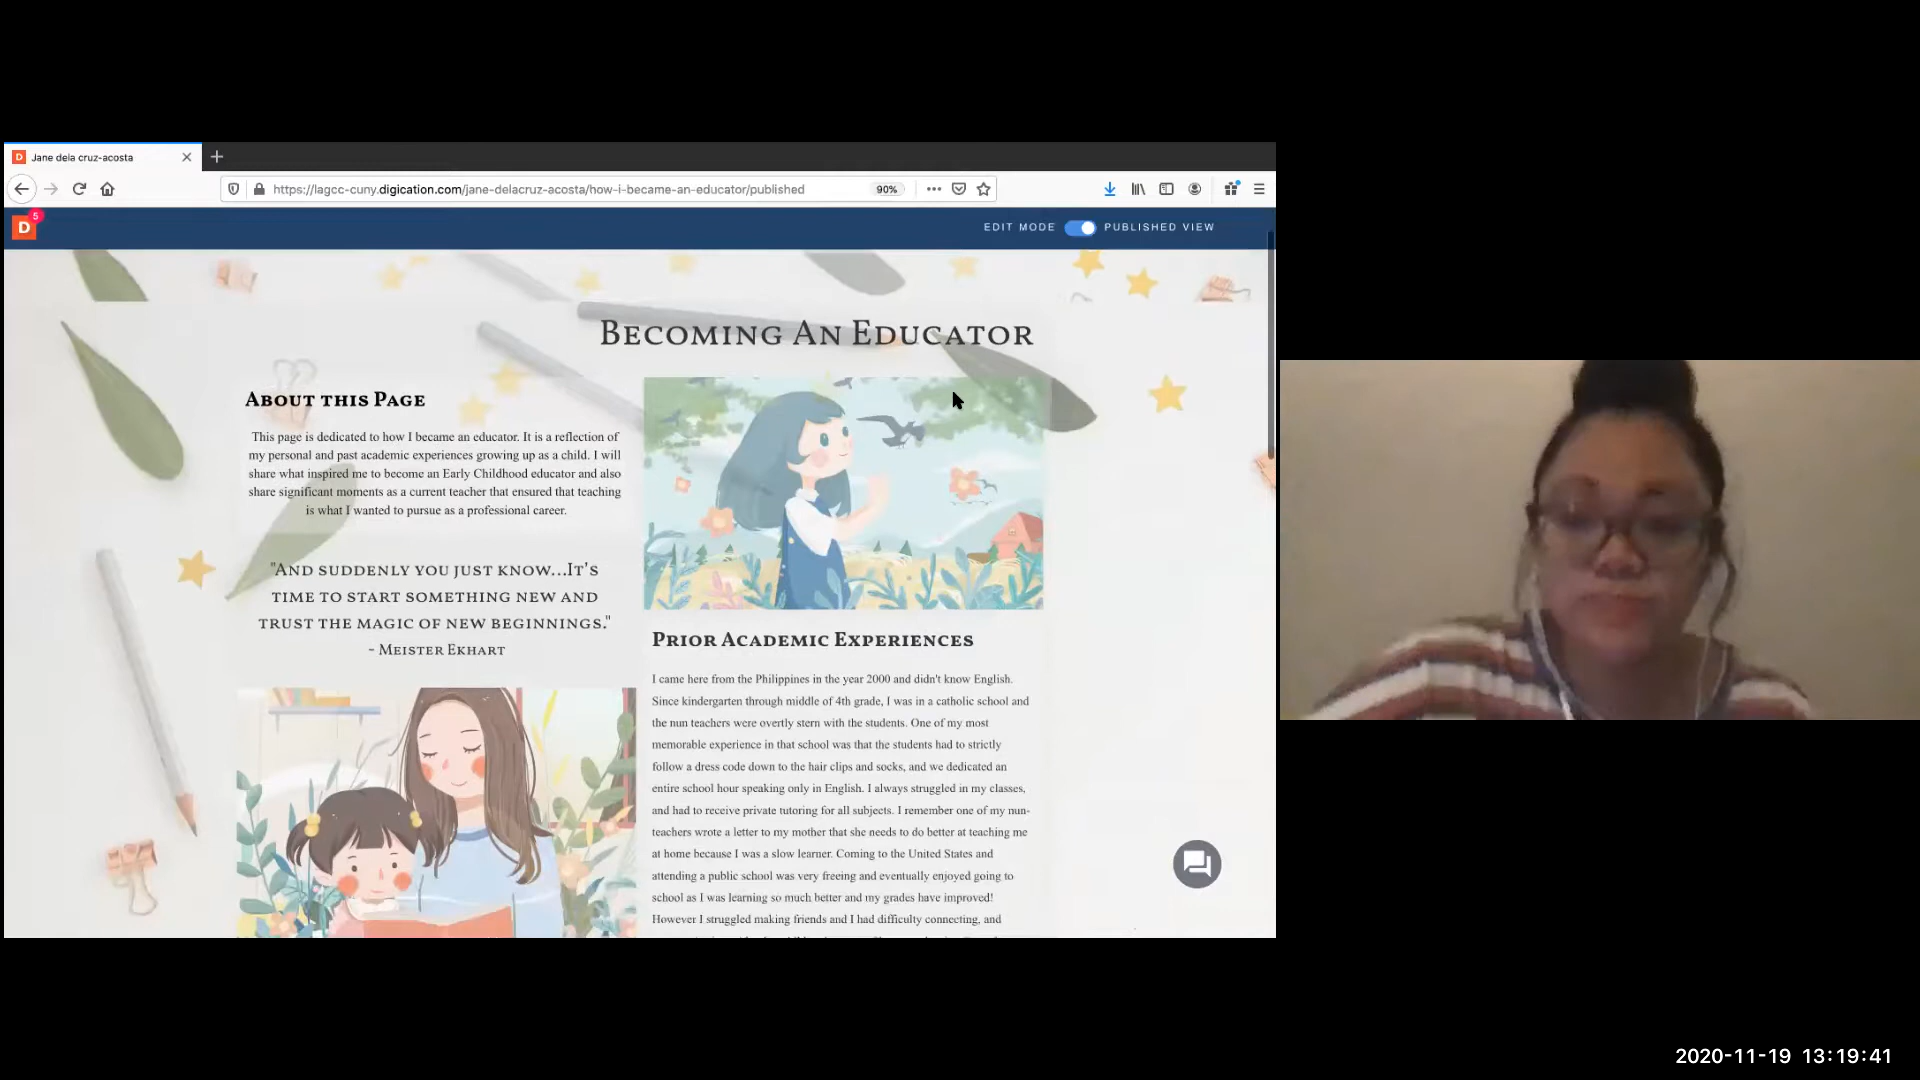 Jane dela cruz-acosta
https://lagcc-cuny.digication.com/jane-delacruz-acosta/how-i-became-an-educator/published
90%
D
5
EDIT MODE
PUBLISHED VIEW
BECOMING AN EDUCATOR
ABOUT THIS PAGE
This page is dedicated to how I became an educator. It is a reflection of
my personal and past academic experiences growing up as a child. I will
share what inspired me to become an Early Childhood educator and also
share significant moments as a current teacher that ensured that teaching
is what I wanted to pursue as a professional career.
"AND SUDDENLY YOU JUST KNOW...IT'S
TIME TO START SOMETHING NEW AND
TRUST THE MAGIC OF NEW BEGINNINGS."
~ MEISTER EKHART
PRIOR ACADEMIC EXPERIENCES
I came here from the Philippines in the year 2000 and didn't know English.
Since kindergarten through middle of 4th grade, I was in a catholic school and
the nun teachers were overtly stern with the students. One of my most
memorable experience in that school was that the students had to strictly
follow a dress code down to the hair clips and socks, and we dedicated an
entire school hour speaking only in English. I always struggled in my classes,
and had to receive private tutoring for all subjects. I remember one of my nun-
teachers wrote a letter to my mother that she needs to do better at teaching me
at home because I was a slow learner. Coming to the United States and
attending a public school was very freeing and eventually enjoyed going to
school as I was learning so much better and my grades have improved!
However I struggled making friends and I had difficulty connecting, and
2020-11-19 13:19:41